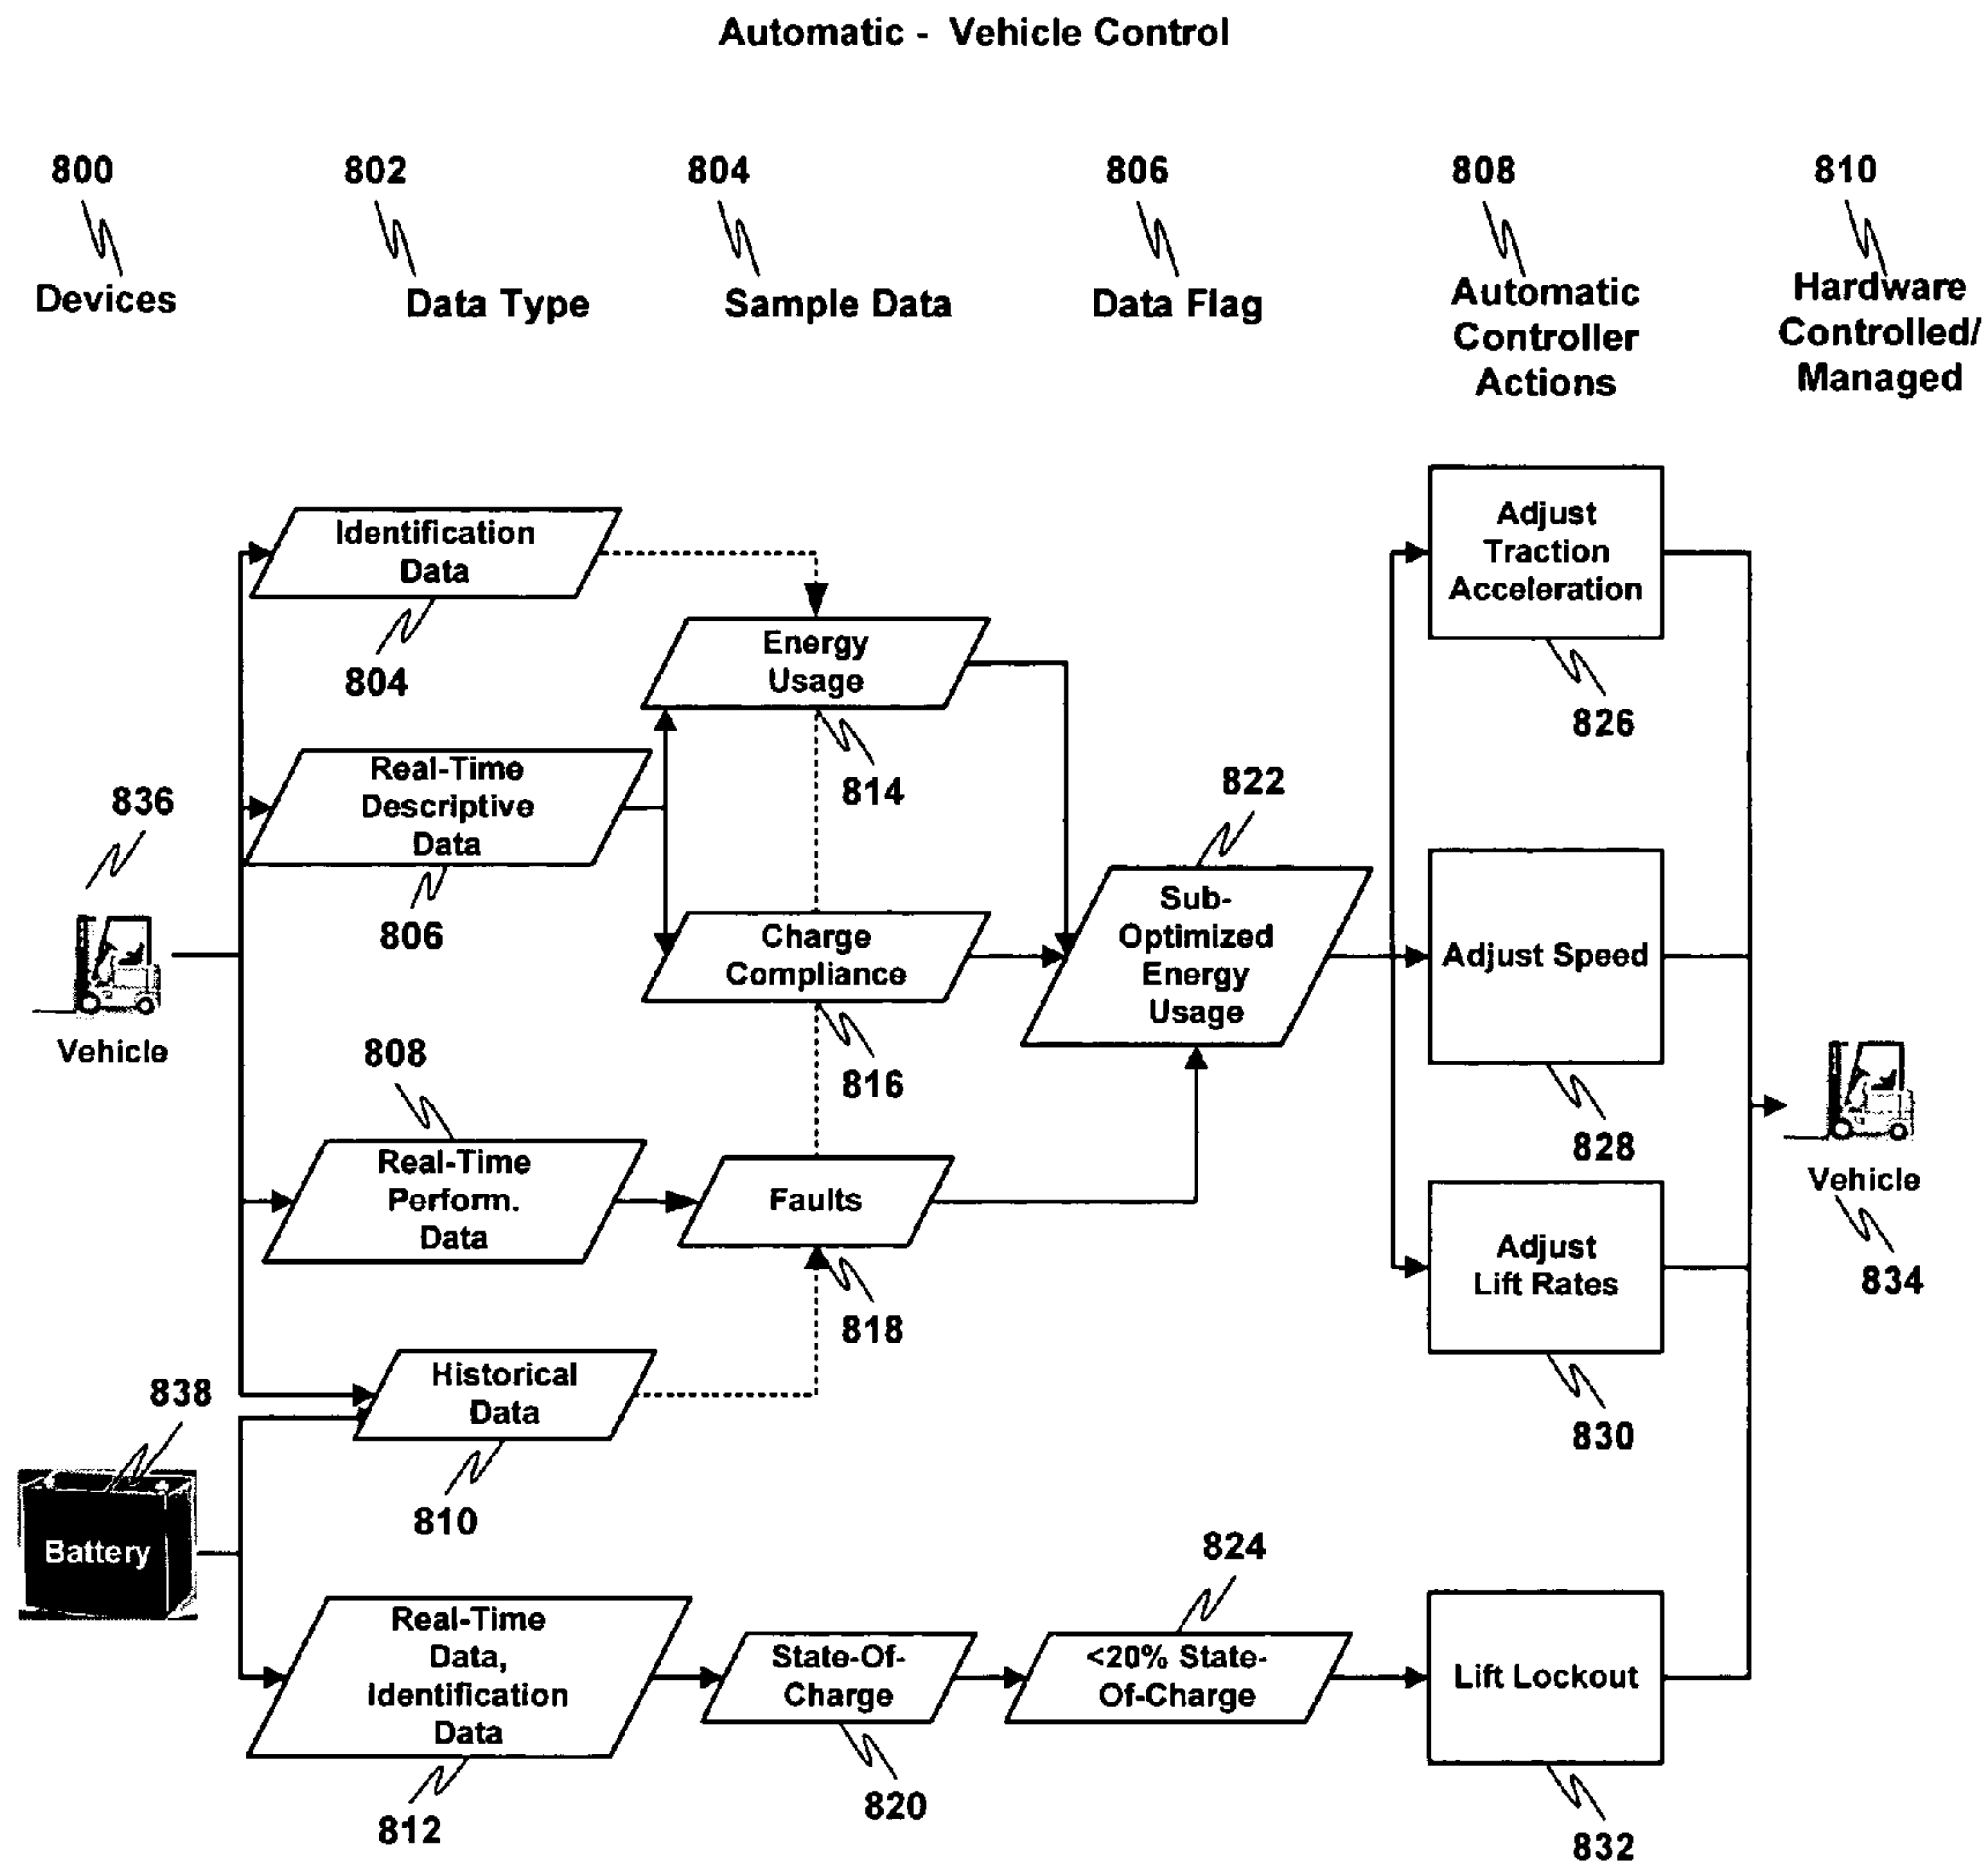 Automatic - Vehicle Control
800
802
804
806
808
810
Devices
Data Type
Sample Data
Data Flag
Automatic
Controller
Actions
Hardware
Controlled/
Managed
Identification
Data
804
Energy
Usage
814
Adjust
Traction
Acceleration
826
Real-Time
Descriptive
Data
806
836
Vehicle
Charge
Compliance
816
822
Sub-
Optimized
Energy
Usage
Adjust Speed
828
808
Real-Time
Perform.
Data
Faults
818
Adjust
Lift Rates
830
Vehicle
834
Historical
Data
810
838
Battery
Real-Time
Data,
Identification
Data
812
State-Of-
Charge
820
824
<20% State-
Of-Charge
Lift Lockout
832